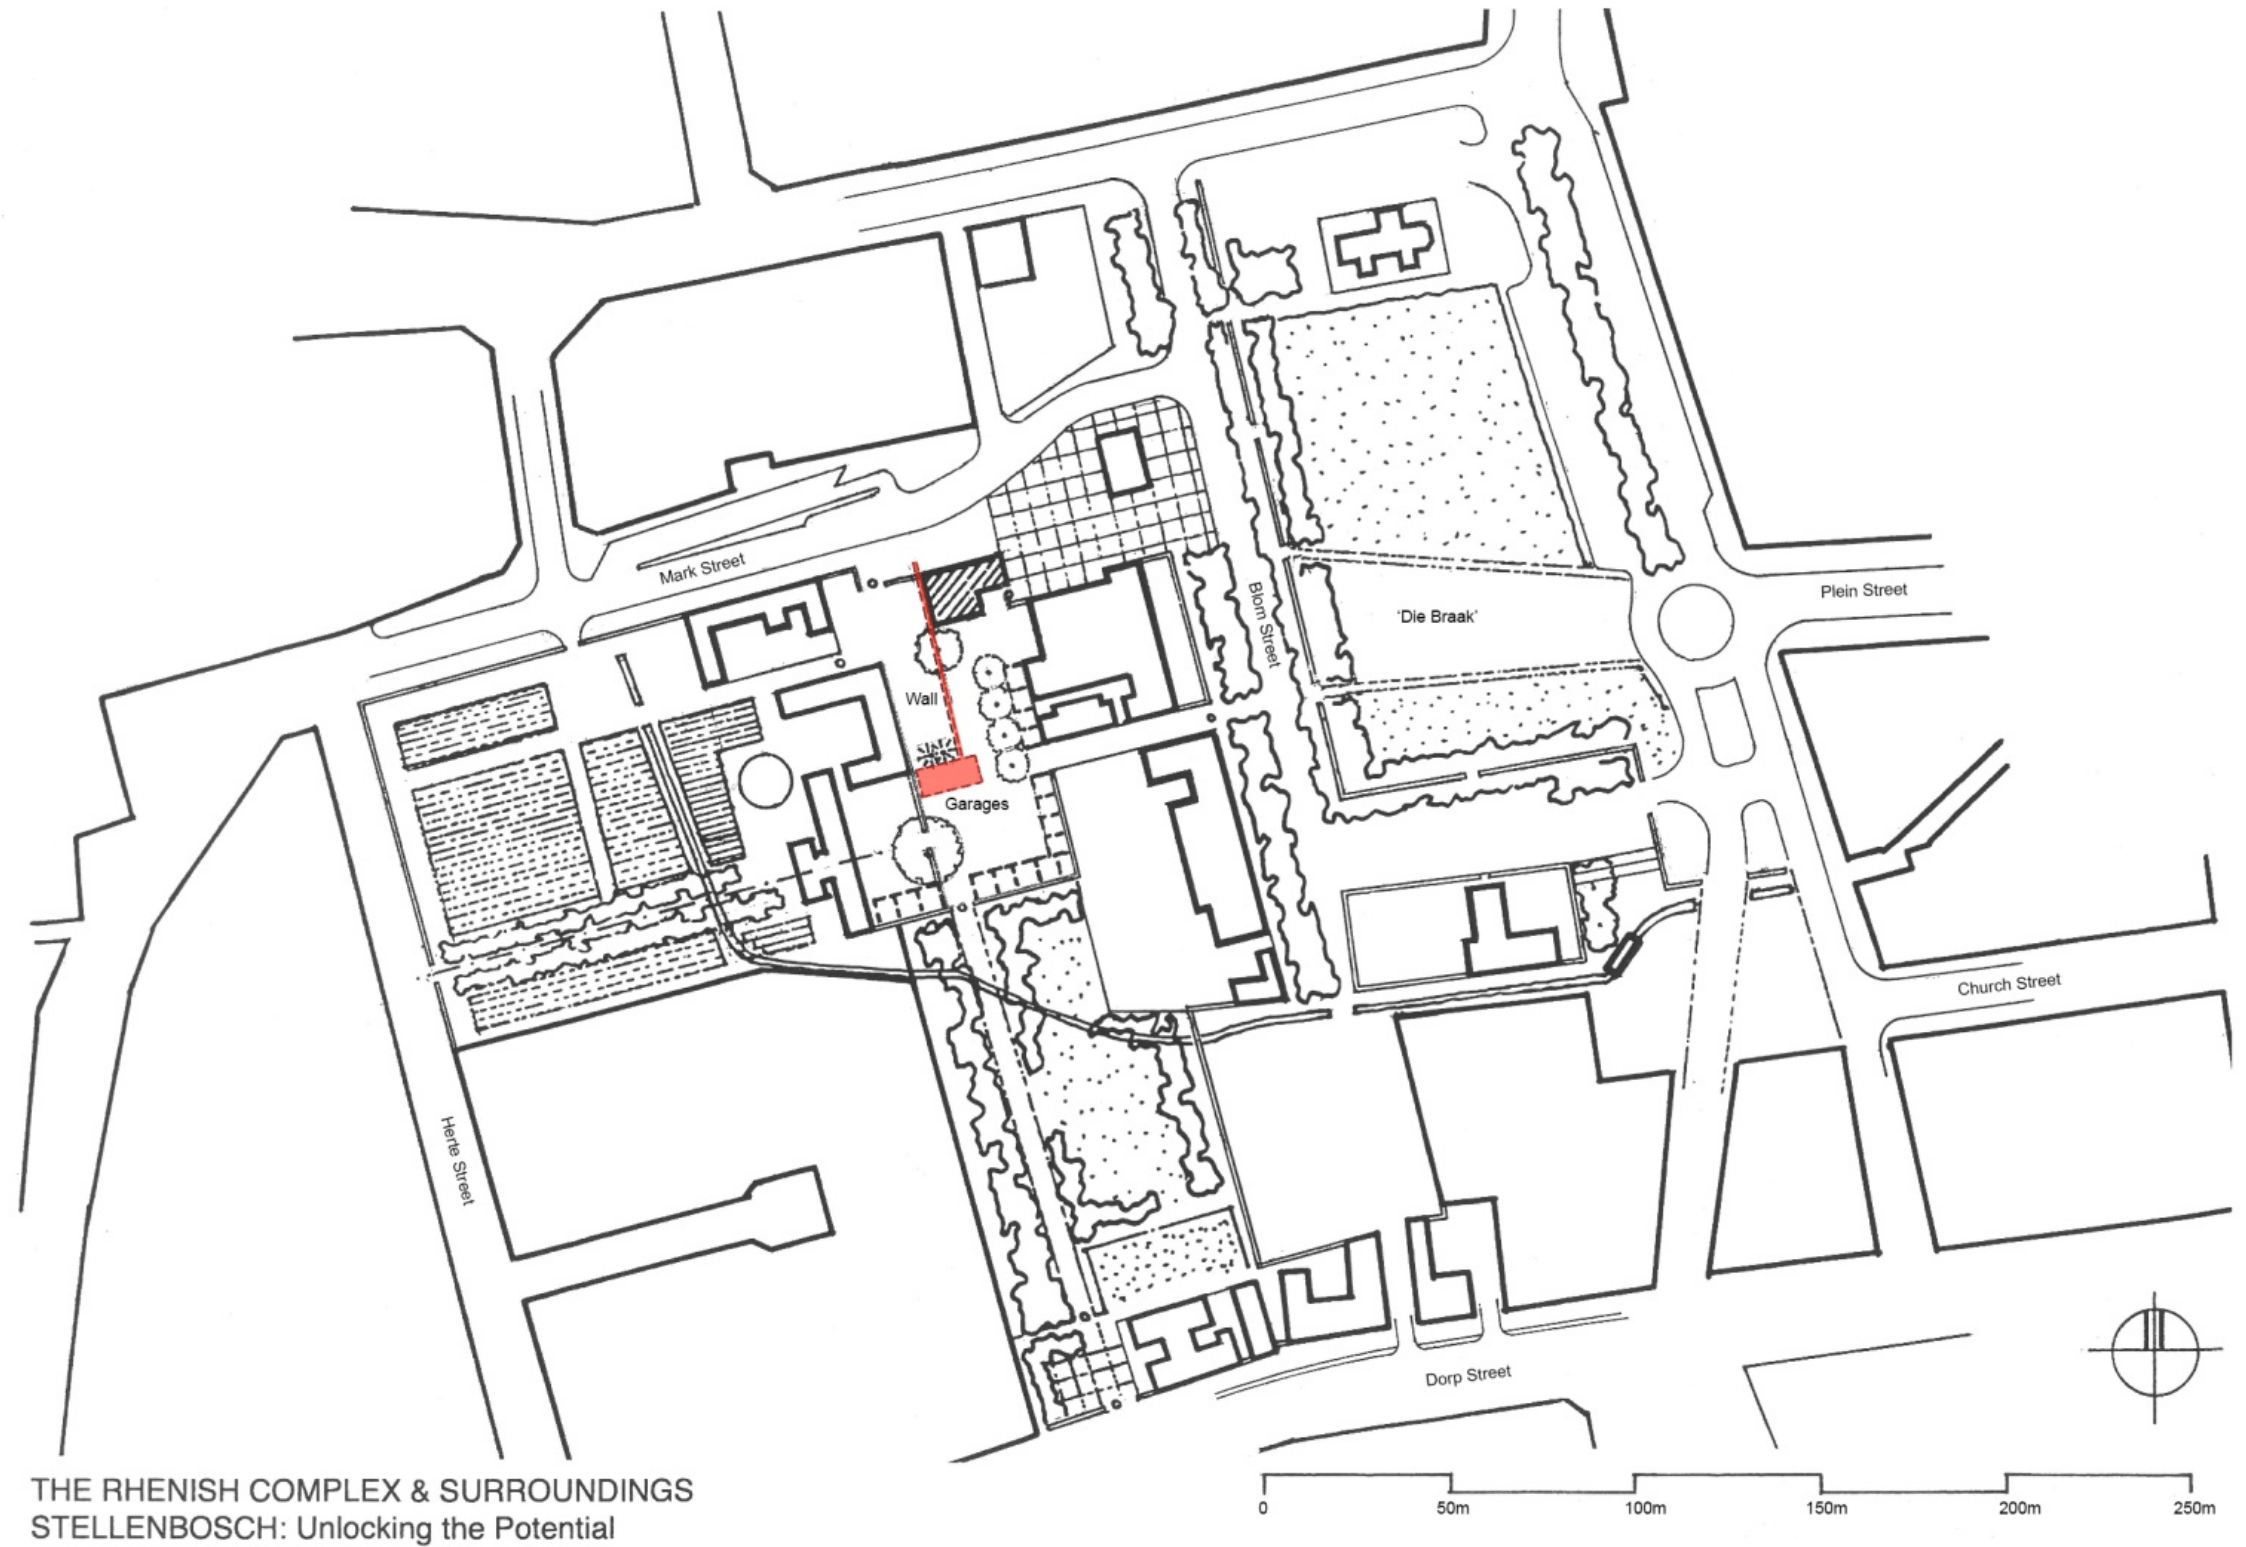 Mark Street
Plein Street
Blom Street
'Die Braak'
Wall
Garages
Church Street
Herte Street
Dorp Street
THE RHENISH COMPLEX & SURROUNDINGS
STELLENBOSCH: Unlocking the Potential
0 50m 100m 150m 200m 250m